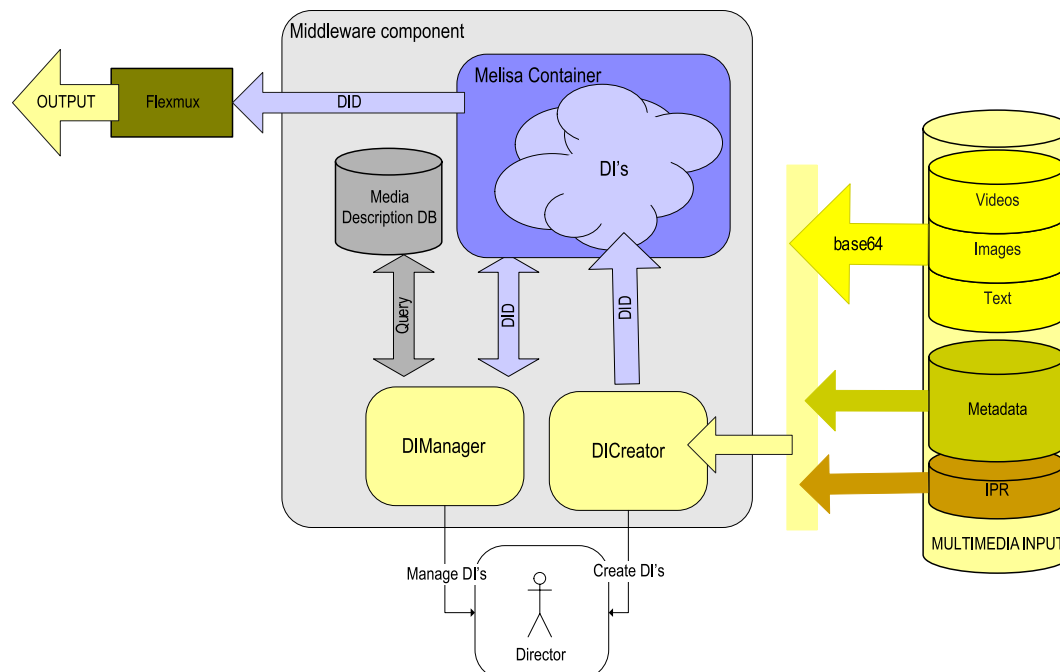 Middleware component
Melisa Container
OUTPUT
Flexmux
DID
DI's
Media
Description DB
Videos
base64
Images
Text
Query
DID
DID
Metadata
DIManager
DICreator
IPR
MULTIMEDIA INPUT
Manage DI's
Create DI's
Director